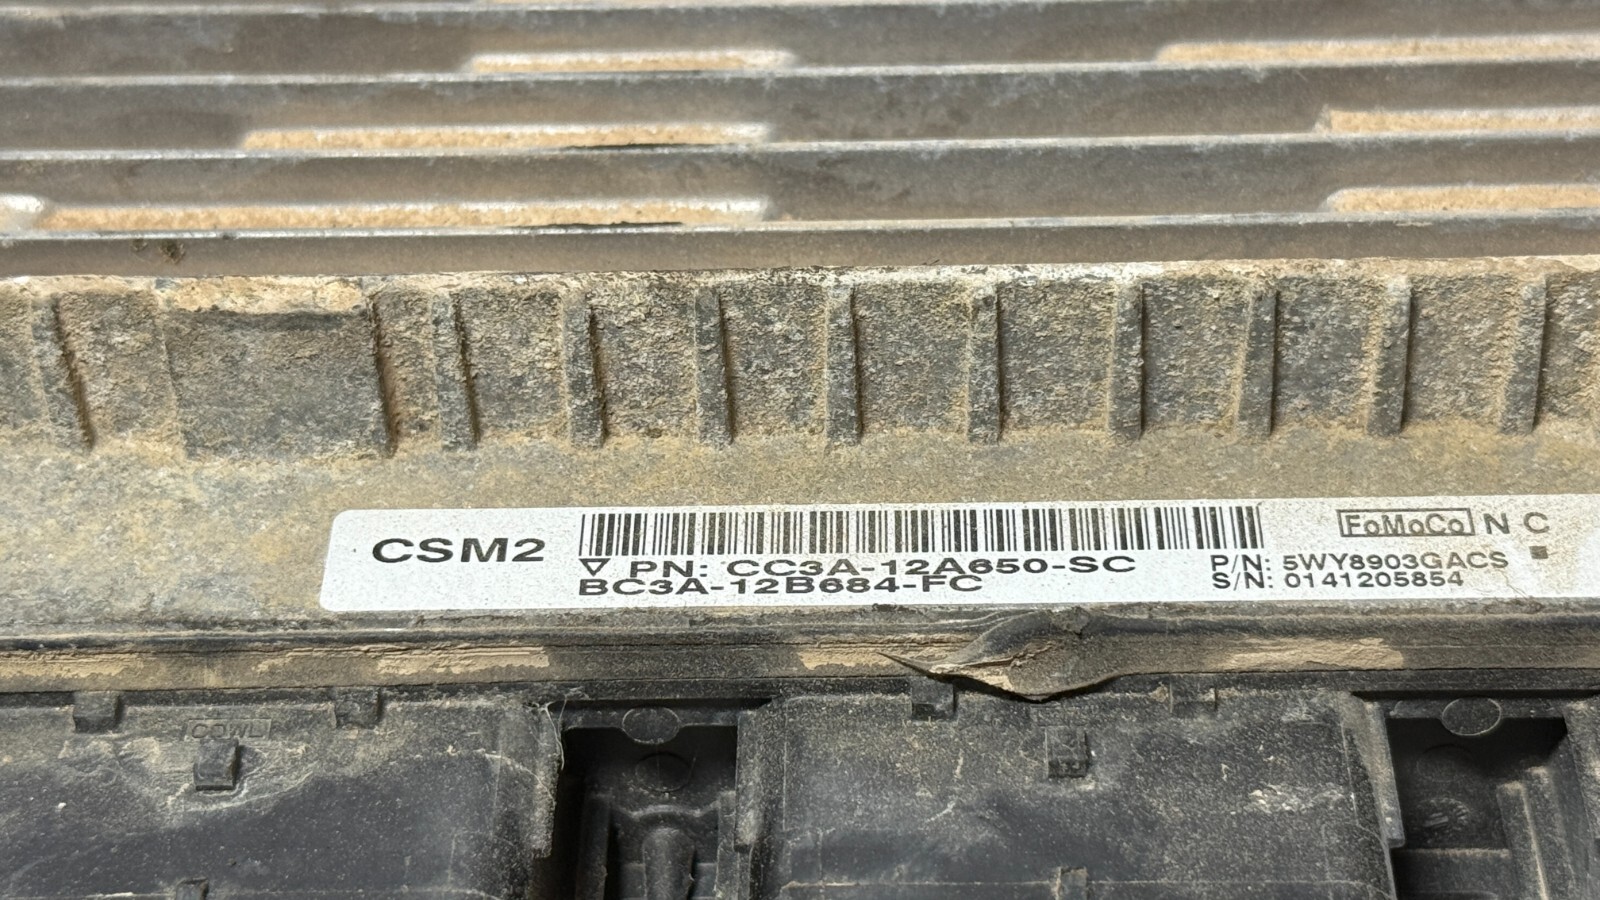 CSM2
▽ PN: CC3A-12A650-SC
BC3A-12B684-FC
FoMoCo N C
P/N: 5WY8903GACS
S/N: 0141205854
COWL